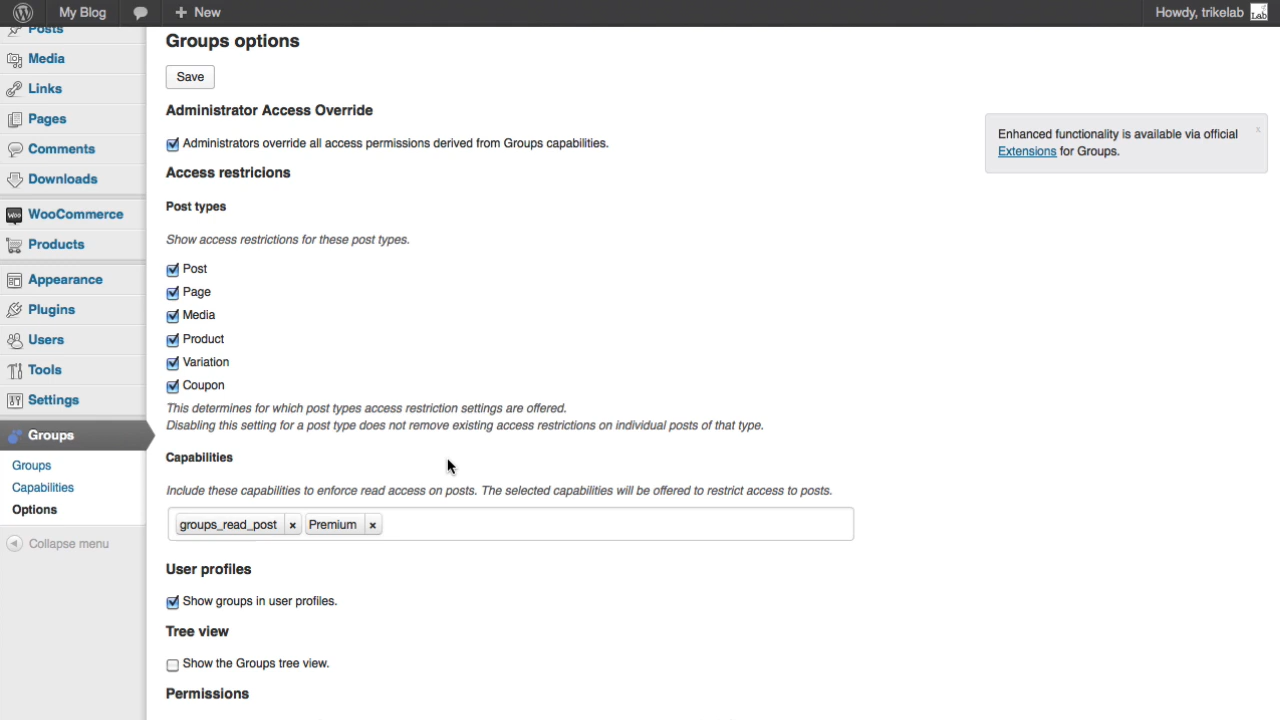 My Blog
New
Howdy, trikelab
Lab
Posts
Media
Links
Pages
Comments
Downloads
Woo
WooCommerce
Products
Appearance
Plugins
Users
Tools
Settings
Groups
Groups
Capabilities
Options
Collapse menu
Groups options
Save
Administrator Access Override
Administrators override all access permissions derived from Groups capabilities.
Access restricions
Post types
Show access restrictions for these post types.
Post
Page
Media
Product
Variation
Coupon
This determines for which post types access restriction settings are offered.
Disabling this setting for a post type does not remove existing access restrictions on individual posts of that type.
Capabilities
Include these capabilities to enforce read access on posts. The selected capabilities will be offered to restrict access to posts.
groups_read_post × Premium ×
User profiles
Show groups in user profiles.
Tree view
Show the Groups tree view.
Permissions
Enhanced functionality is available via official x
Extensions for Groups.